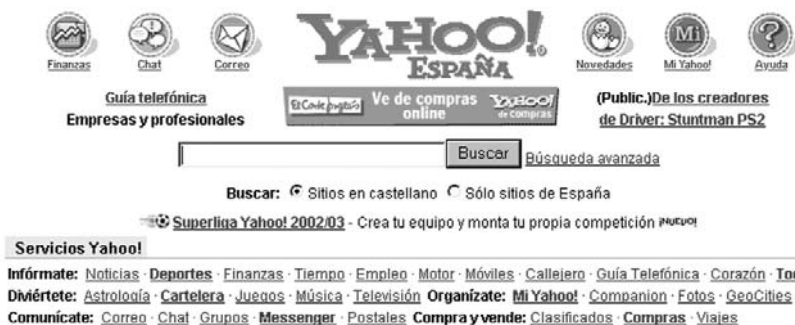 YAHOO!
ESPAÑA
Finanzas Chat Correo Novedades Mi Mi Yahoo! Ayuda
Guía telefónica
Empresas y profesionales
El Corte Inglés Ve de compras online YAHOO! de Compras
(Public.)De los creadores
de Driver: Stuntman PS2
Buscar Búsqueda avanzada
Buscar: Sitios en castellano Sólo sitios de España
Superliga Yahoo! 2002/03 - Crea tu equipo y monta tu propia competición ¡NUEVO!
Servicios Yahoo!
Infórmate: Noticias · Deportes · Finanzas · Tiempo · Empleo · Motor · Móviles · Callejero · Guía Telefónica · Corazón ·
Diviértete: Astrología · Cartelera · Juegos · Música · Televisión Organízate: Mi Yahoo! · Companion · Fotos · GeoCities
Comunícate: Correo · Chat · Grupos · Messenger · Postales Compra y vende: Clasificados · Compras · Viajes